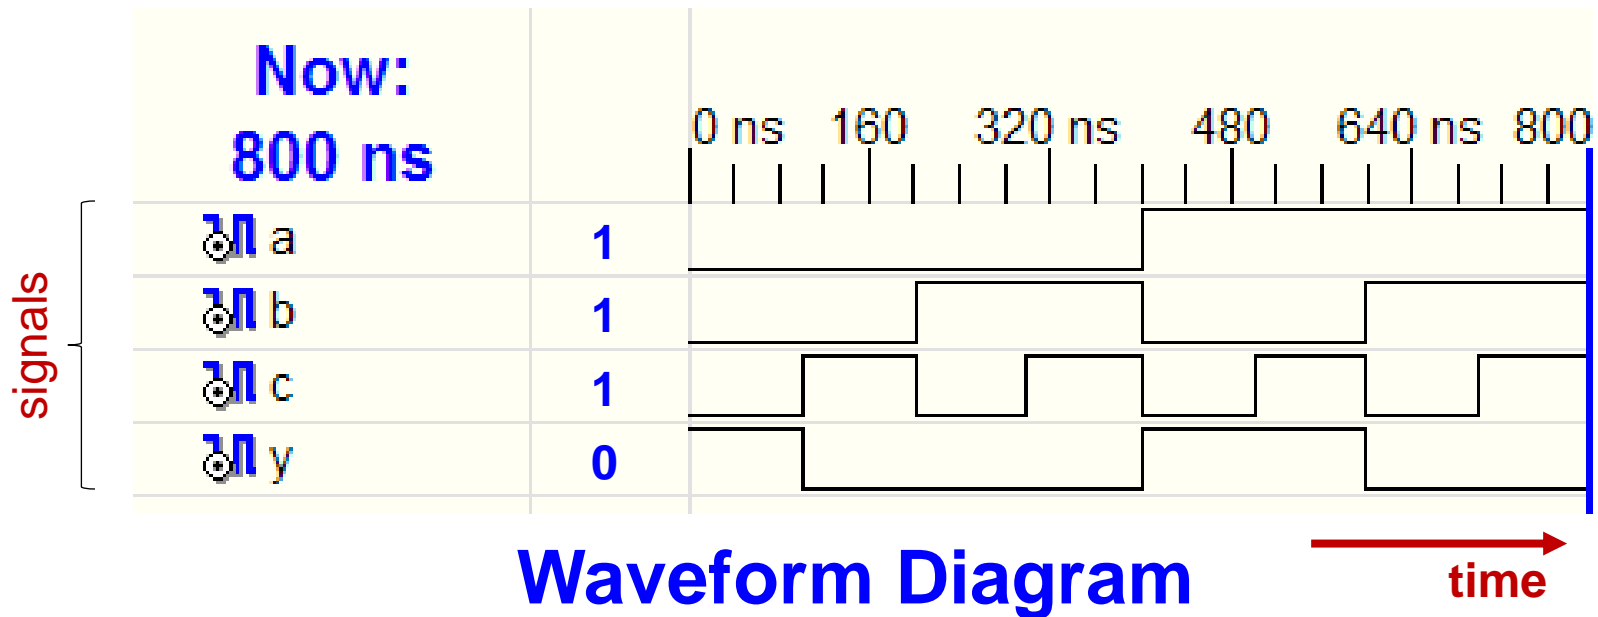 Now:
800 ns
0 ns 160 320 ns 480 640 ns 800
signals
a 1
b 1
c 1
y 0
Waveform Diagram
time